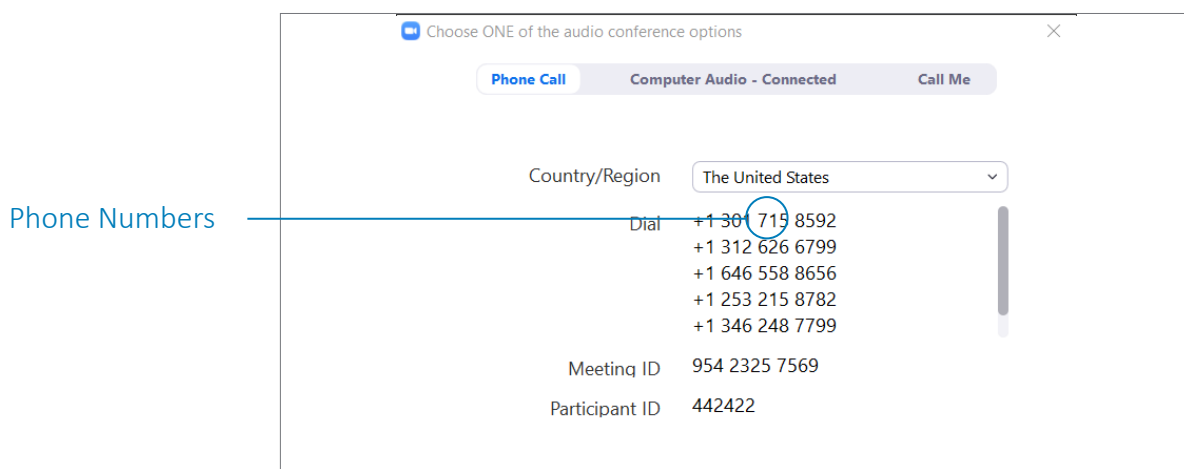 Choose ONE of the audio conference options
Phone Call Computer Audio - Connected Call Me
Country/Region The United States
Phone Numbers
Dial +1 301 715 8592
+1 312 626 6799
+1 646 558 8656
+1 253 215 8782
+1 346 248 7799
Meeting ID 954 2325 7569
Participant ID 442422